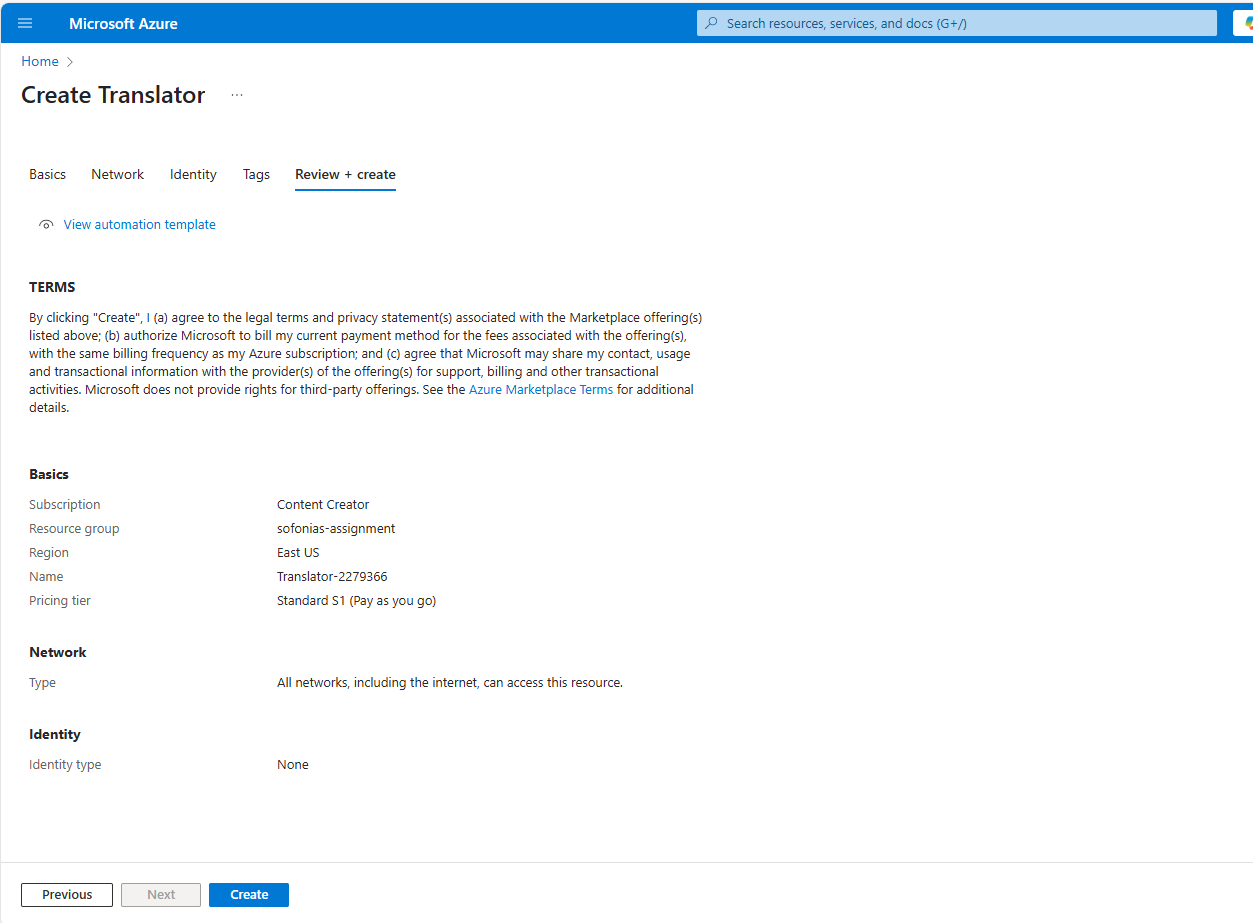 Microsoft Azure
Search resources, services, and docs (G+/)
Home
Create Translator
...
Basics Network Identity Tags Review + create
View automation template
TERMS
By clicking "Create", I (a) agree to the legal terms and privacy statement(s) associated with the Marketplace offering(s)
listed above; (b) authorize Microsoft to bill my current payment method for the fees associated with the offering(s),
with the same billing frequency as my Azure subscription; and (c) agree that Microsoft may share my contact, usage
and transactional information with the provider(s) of the offering(s) for support, billing and other transactional
activities. Microsoft does not provide rights for third-party offerings. See the Azure Marketplace Terms for additional
details.
Basics
Subscription Content Creator
Resource group sofonias-assignment
Region East US
Name Translator-2279366
Pricing tier Standard S1 (Pay as you go)
Network
Type All networks, including the internet, can access this resource.
Identity
Identity type None
Previous Next Create